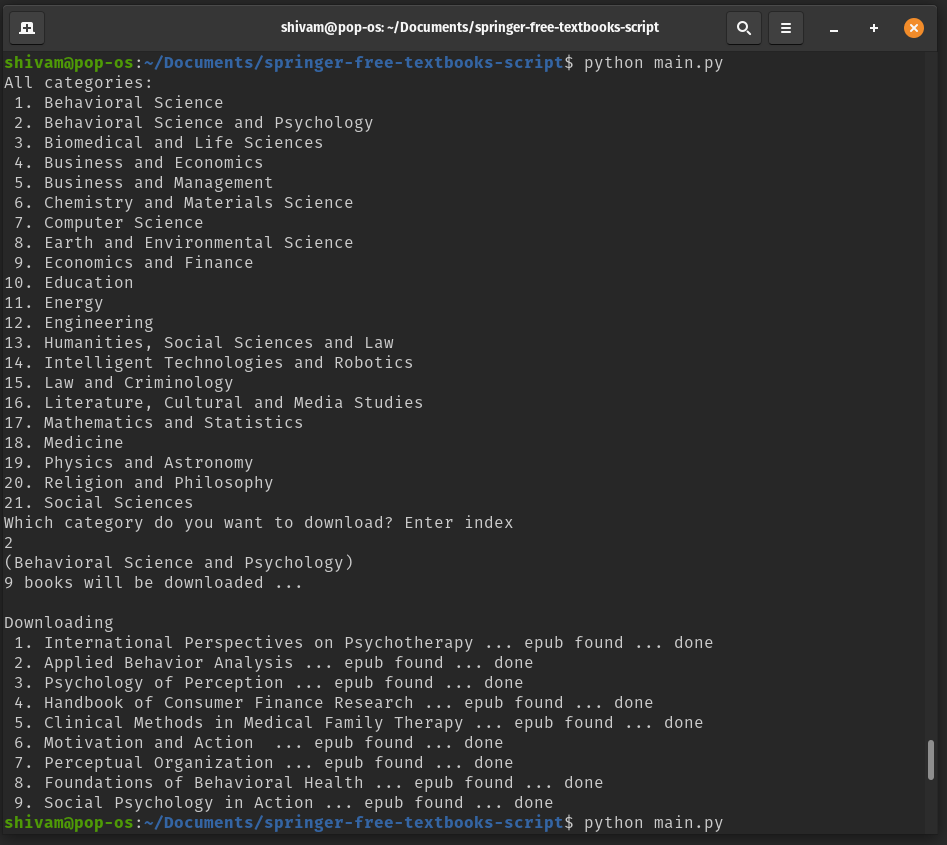 shivam@pop-os: ~/Documents/springer-free-textbooks-script
shivam@pop-os:~/Documents/springer-free-textbooks-script$ python main.py
All categories:
 1. Behavioral Science
 2. Behavioral Science and Psychology
 3. Biomedical and Life Sciences
 4. Business and Economics
 5. Business and Management
 6. Chemistry and Materials Science
 7. Computer Science
 8. Earth and Environmental Science
 9. Economics and Finance
10. Education
11. Energy
12. Engineering
13. Humanities, Social Sciences and Law
14. Intelligent Technologies and Robotics
15. Law and Criminology
16. Literature, Cultural and Media Studies
17. Mathematics and Statistics
18. Medicine
19. Physics and Astronomy
20. Religion and Philosophy
21. Social Sciences
Which category do you want to download? Enter index
2
(Behavioral Science and Psychology)
9 books will be downloaded ...

Downloading
 1. International Perspectives on Psychotherapy ... epub found ... done
 2. Applied Behavior Analysis ... epub found ... done
 3. Psychology of Perception ... epub found ... done
 4. Handbook of Consumer Finance Research ... epub found ... done
 5. Clinical Methods in Medical Family Therapy ... epub found ... done
 6. Motivation and Action  ... epub found ... done
 7. Perceptual Organization ... epub found ... done
 8. Foundations of Behavioral Health ... epub found ... done
 9. Social Psychology in Action ... epub found ... done
shivam@pop-os:~/Documents/springer-free-textbooks-script$ python main.py